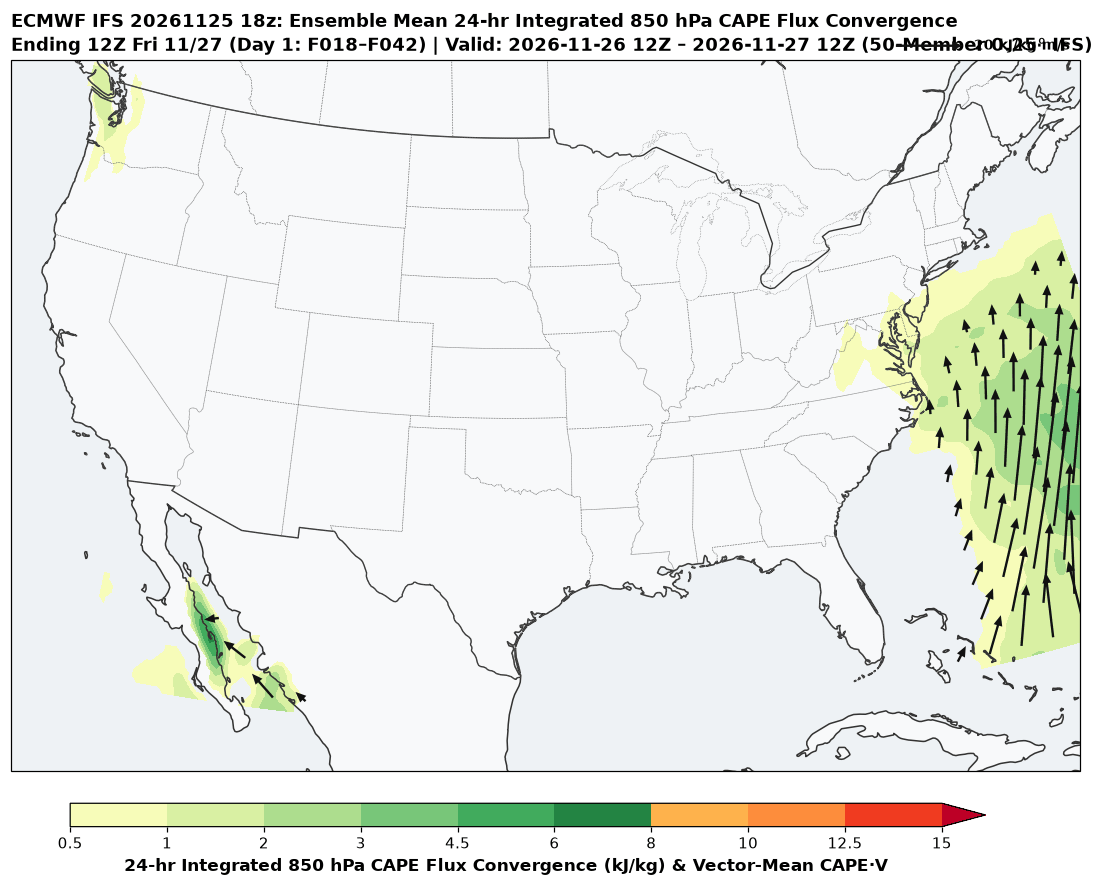 ECMWF IFS 20261125 18z: Ensemble Mean 24-hr Integrated 850 hPa CAPE Flux Convergence
Ending 12Z Fri 11/27 (Day 1: F018–F042) | Valid: 2026-11-26 12Z – 2026-11-27 12Z (50-Member 0.25° IFS)
0.5 1 2 3 4.5 6 8 10 12.5 15
24-hr Integrated 850 hPa CAPE Flux Convergence (kJ/kg) & Vector-Mean CAPE·V